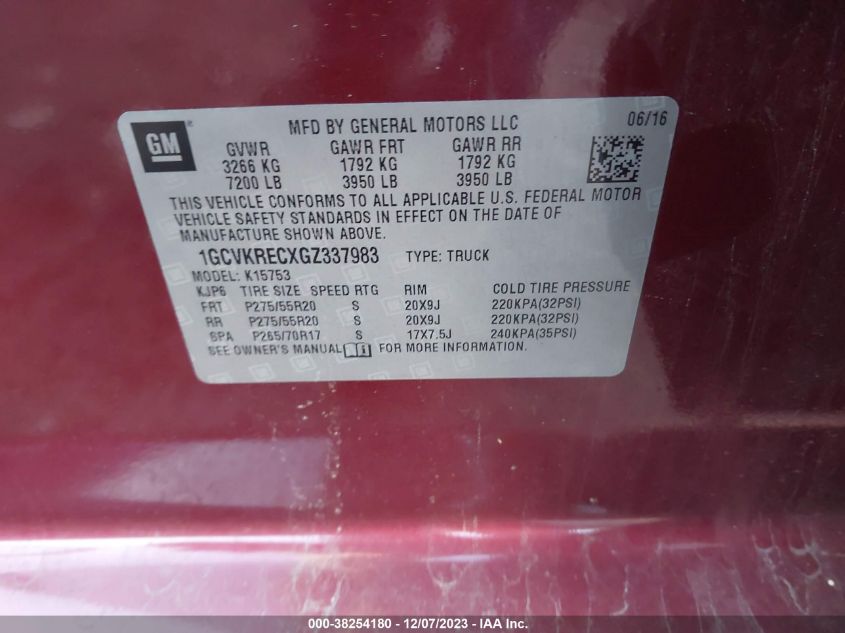 GM ®
MFD BY GENERAL MOTORS LLC 06/16
GVWR GAWR FRT GAWR RR
3266 KG 1792 KG 1792 KG
7200 LB 3950 LB 3950 LB
THIS VEHICLE CONFORMS TO ALL APPLICABLE U.S. FEDERAL MOTOR
VEHICLE SAFETY STANDARDS IN EFFECT ON THE DATE OF
MANUFACTURE SHOWN ABOVE.
1GCVKRECXGZ337983 TYPE: TRUCK
MODEL: K15753
KJP6 TIRE SIZE SPEED RTG RIM COLD TIRE PRESSURE
FRT P275/55R20 S 20X9J 220KPA(32PSI)
RR P275/55R20 S 20X9J 220KPA(32PSI)
SPA P265/70R17 S 17X7.5J 240KPA(35PSI)
SEE OWNER'S MANUAL FOR MORE INFORMATION.
000-38254180 - 12/07/2023 - IAA Inc.